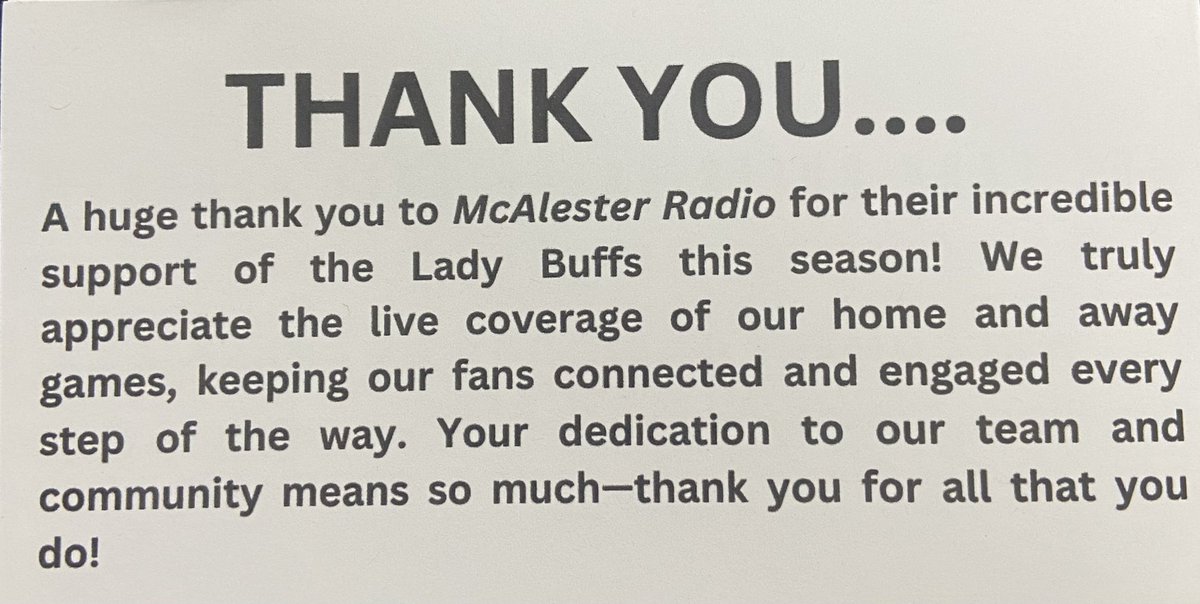 THANK YOU....
A huge thank you to McAlester Radio for their incredible
support of the Lady Buffs this season! We truly
appreciate the live coverage of our home and away
games, keeping our fans connected and engaged every
step of the way. Your dedication to our team and
community means so much—thank you for all that you
do!